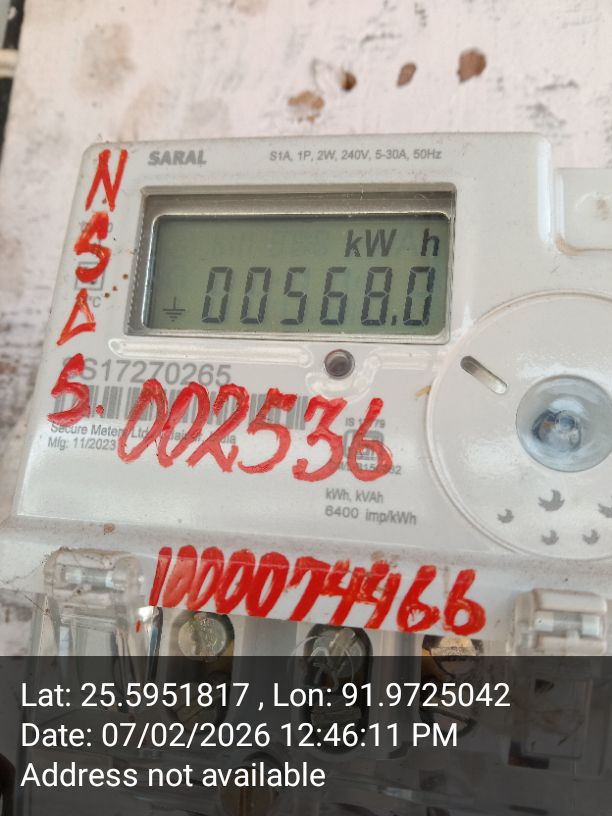 SARAL
S1A, 1P, 2W, 240V, 5-30A, 50Hz
N
S
Δ
S.
kW h
00568.0
SS17270265
002536
Secure Meters Ltd.
Mfg: 11/2023
kWh, kVAh
6400 imp/kWh
1000074466
Lat: 25.5951817 , Lon: 91.9725042
Date: 07/02/2026 12:46:11 PM
Address not available